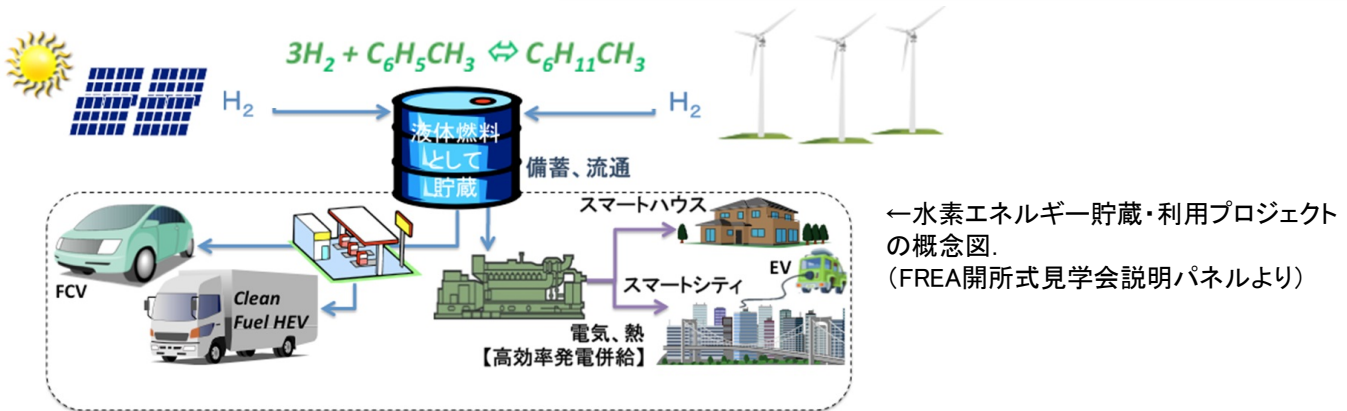 3H₂ + C₆H₅CH₃ ⇔ C₆H₁₁CH₃
H₂
H₂
液体燃料
として
貯蔵
備蓄、流通
スマートハウス
FCV
Clean
Fuel HEV
EV
スマートシティ
電気、熱
【高効率発電併給】
←水素エネルギー貯蔵・利用プロジェクト
の概念図.
(FREA開所式見学会説明パネルより)